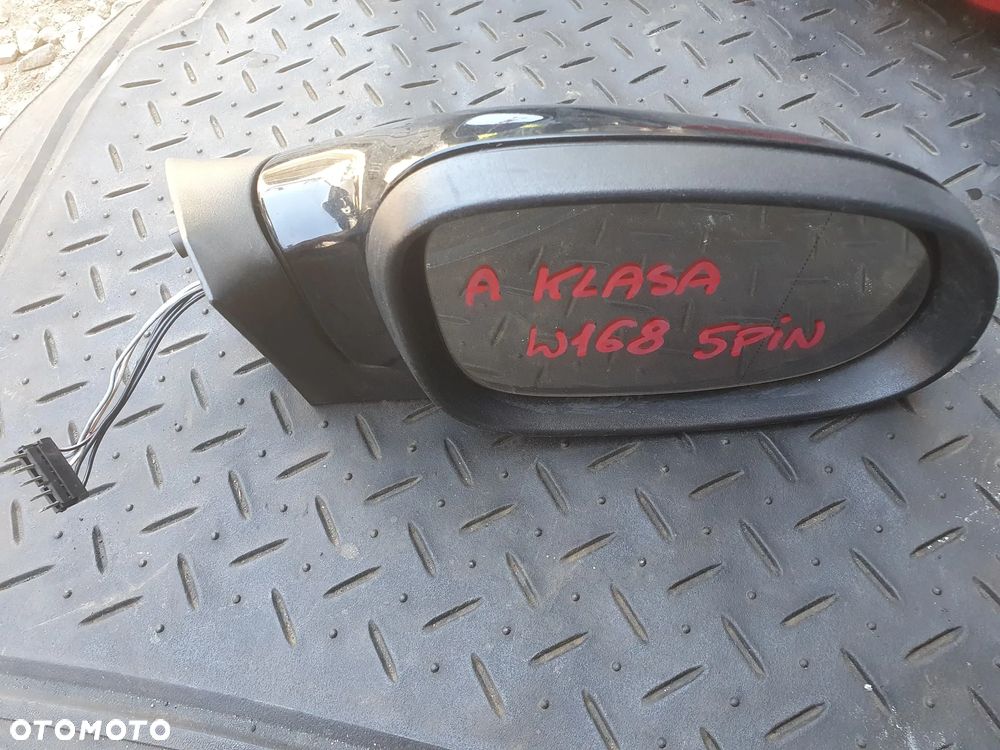 A KLASA
W168 5PiN
OTOMOTO